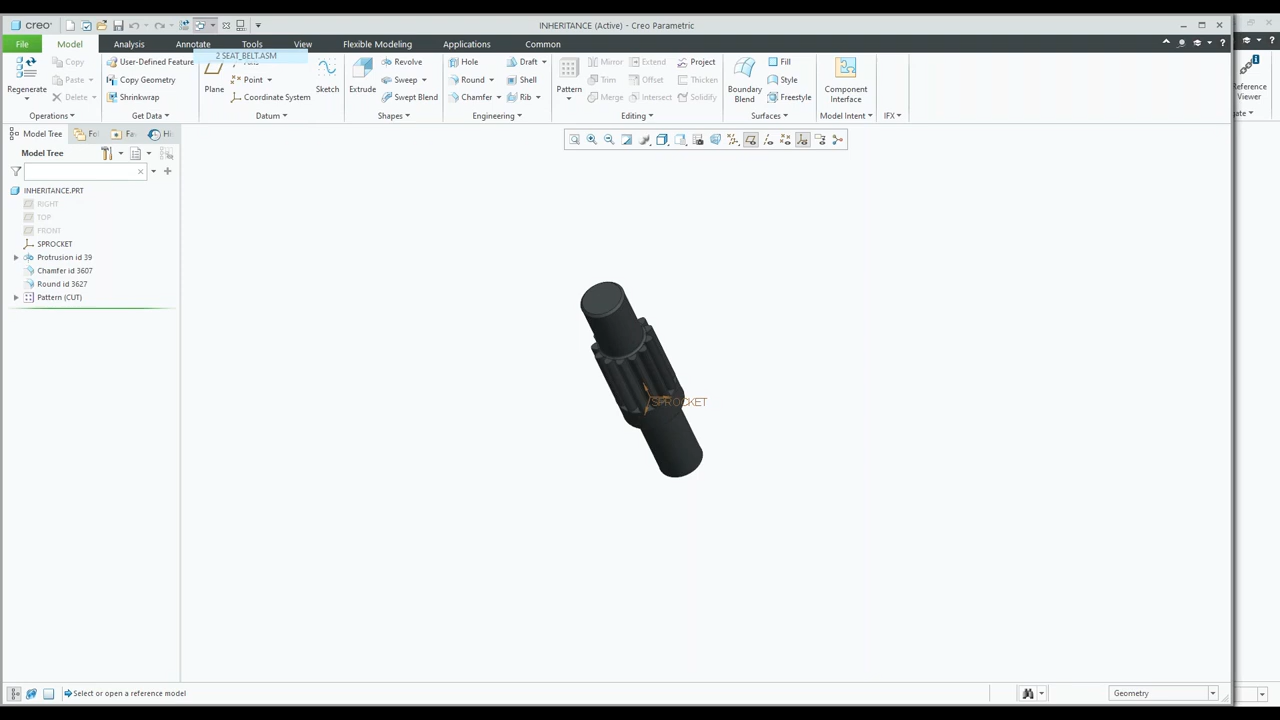 creo
INHERITANCE (Active) - Creo Parametric
File Model Analysis Annotate Tools View Flexible Modeling Applications Common
2 SEAT_BELT.ASM
Regenerate
Copy
Paste
Delete
Operations
User-Defined Feature
Copy Geometry
Shrinkwrap
Get Data
Plane
Point
Coordinate System
Sketch
Datum
Extrude
Revolve
Sweep
Swept Blend
Shapes
Hole
Round
Chamfer
Draft
Shell
Rib
Engineering
Pattern
Mirror
Trim
Merge
Extend
Offset
Intersect
Project
Thicken
Solidify
Editing
Boundary
Blend
Fill
Style
Freestyle
Surfaces
Component
Interface
Model Intent
IFX
Reference
Viewer
Model Tree
Fol
Fa
Hi
Model Tree
INHERITANCE.PRT
RIGHT
TOP
FRONT
SPROCKET
Protrusion id 39
Chamfer id 3607
Round id 3627
Pattern (CUT)
SPROCKET
Select or open a reference model
Geometry